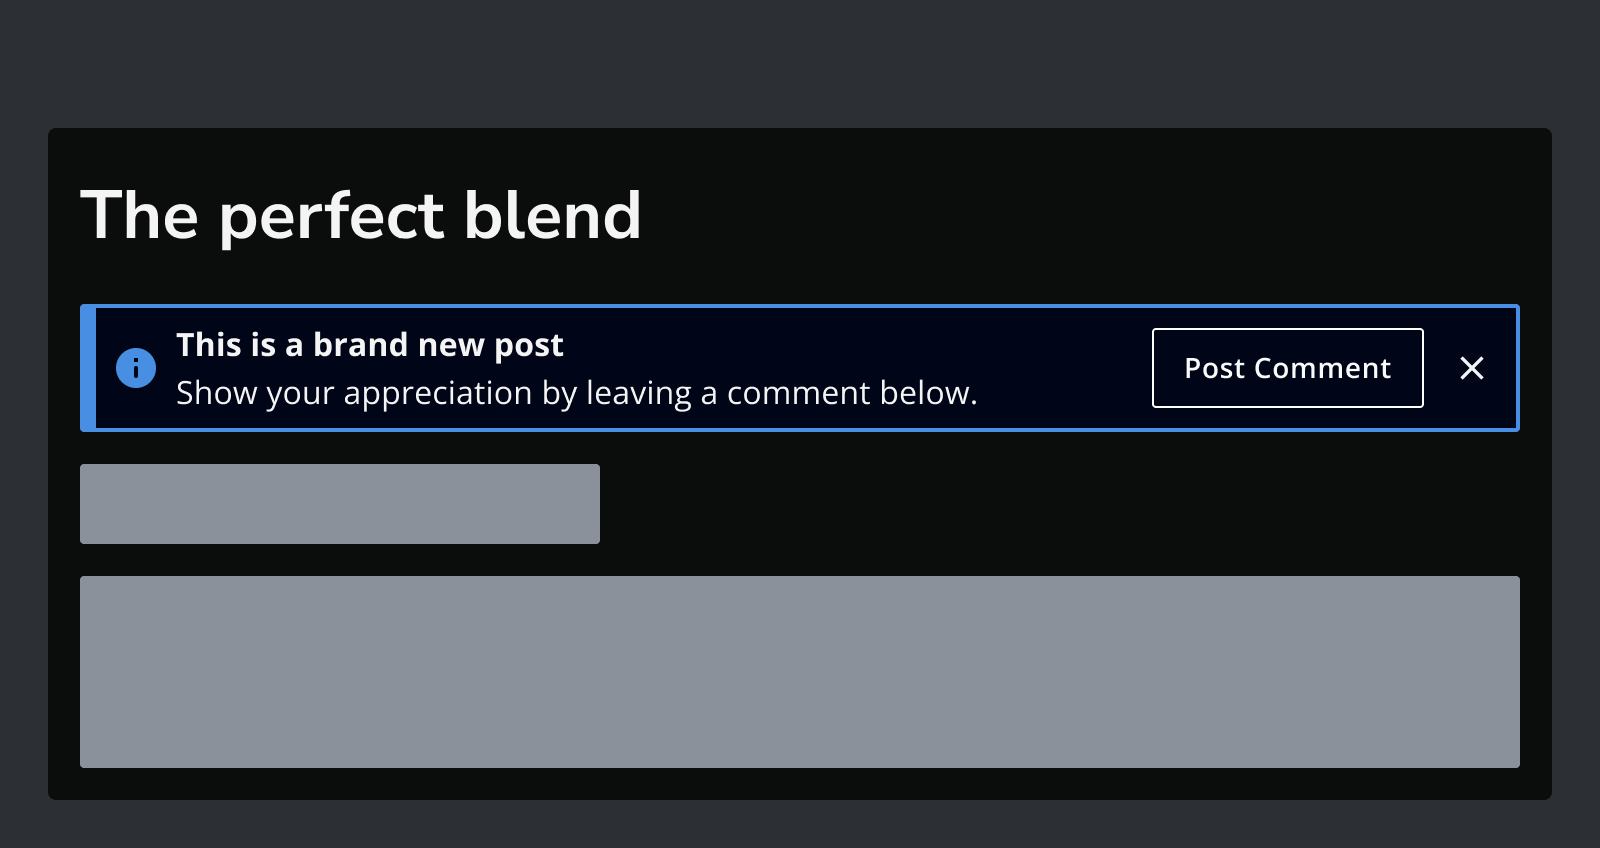 The perfect blend
This is a brand new post
Show your appreciation by leaving a comment below.
Post Comment